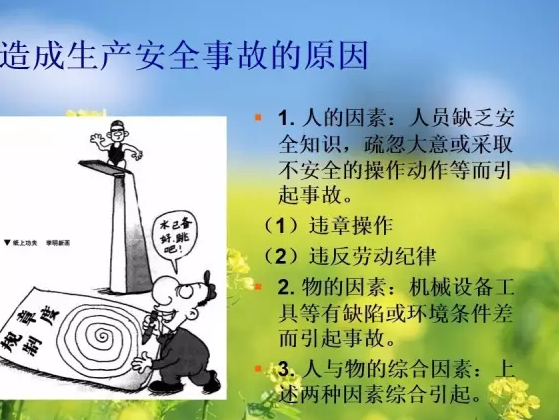 造成生产安全事故的原因
1. 人的因素：人员缺乏安
全知识，疏忽大意或采取
不安全的操作动作等而引
起事故。
（1）违章操作
（2）违反劳动纪律
2. 物的因素：机械设备工
具等有缺陷或环境条件差
而引起事故。
3. 人与物的综合因素：上
述两种因素综合引起。
▼纸上功夫 李明新画
水已备
好，跳
吧！
规章制度